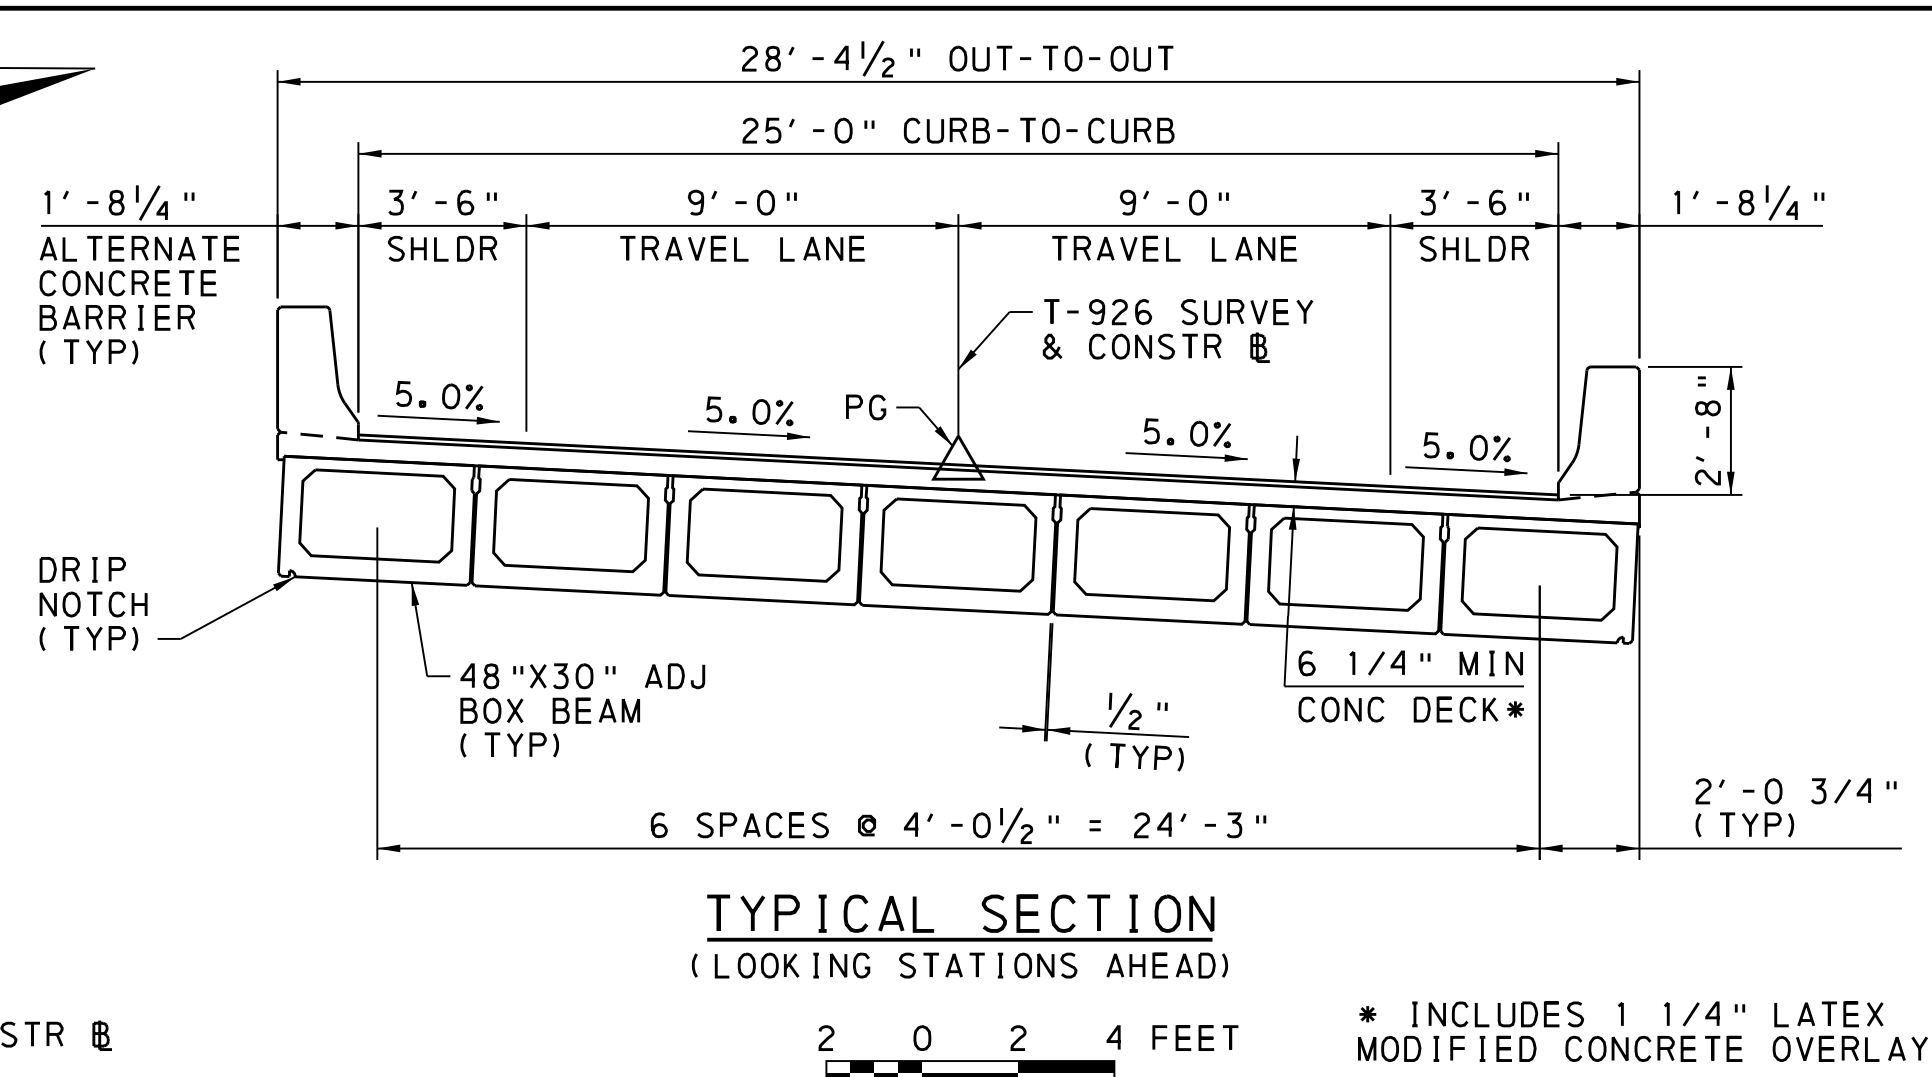 28'-4½" OUT-TO-OUT
25'-0" CURB-TO-CURB
1'-8¼" 3'-6" 9'-0" 9'-0" 3'-6" 1'-8¼"
ALTERNATE
CONCRETE
BARRIER
(TYP)
SHLDR TRAVEL LANE TRAVEL LANE SHLDR
T-926 SURVEY
& CONSTR ℄
PG
5.0% 5.0% 5.0% 5.0%
2'-8"
DRIP
NOTCH
(TYP)
48"X30" ADJ
BOX BEAM
(TYP)
½"
(TYP)
6 1/4" MIN
CONC DECK*
2'-0 3/4"
(TYP)
6 SPACES @ 4'-0½" = 24'-3"
TYPICAL SECTION
(LOOKING STATIONS AHEAD)
STR ℄
2 0 2 4 FEET
* INCLUDES 1 1/4" LATEX
MODIFIED CONCRETE OVERLAY